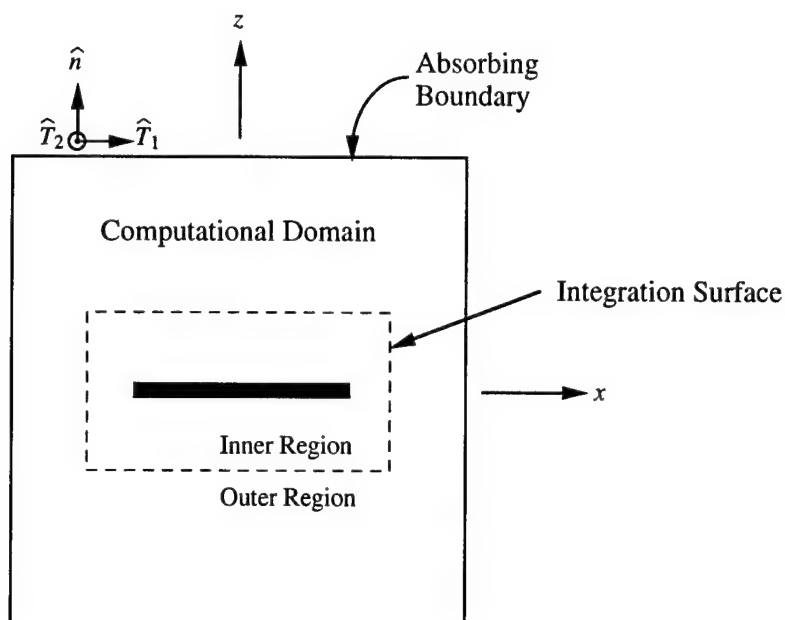 z
n̂
Absorbing
Boundary
T̂2
T̂1
Computational Domain
Integration Surface
x
Inner Region
Outer Region